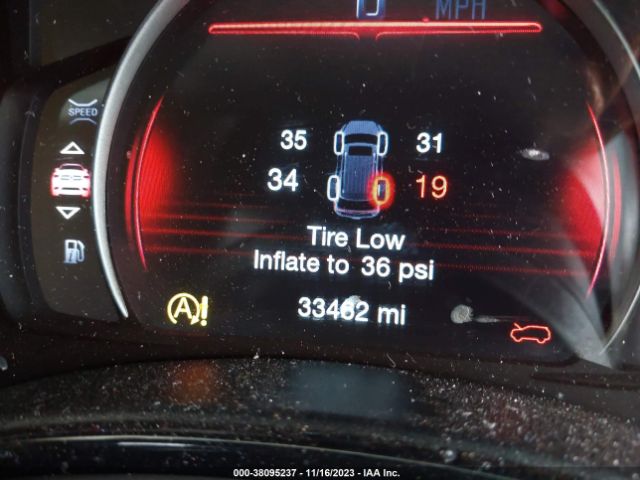 0 MPH
SPEED
35 31
34 19
Tire Low
Inflate to 36 psi
33462 mi
A!
000-38095237 - 11/16/2023 - IAA Inc.